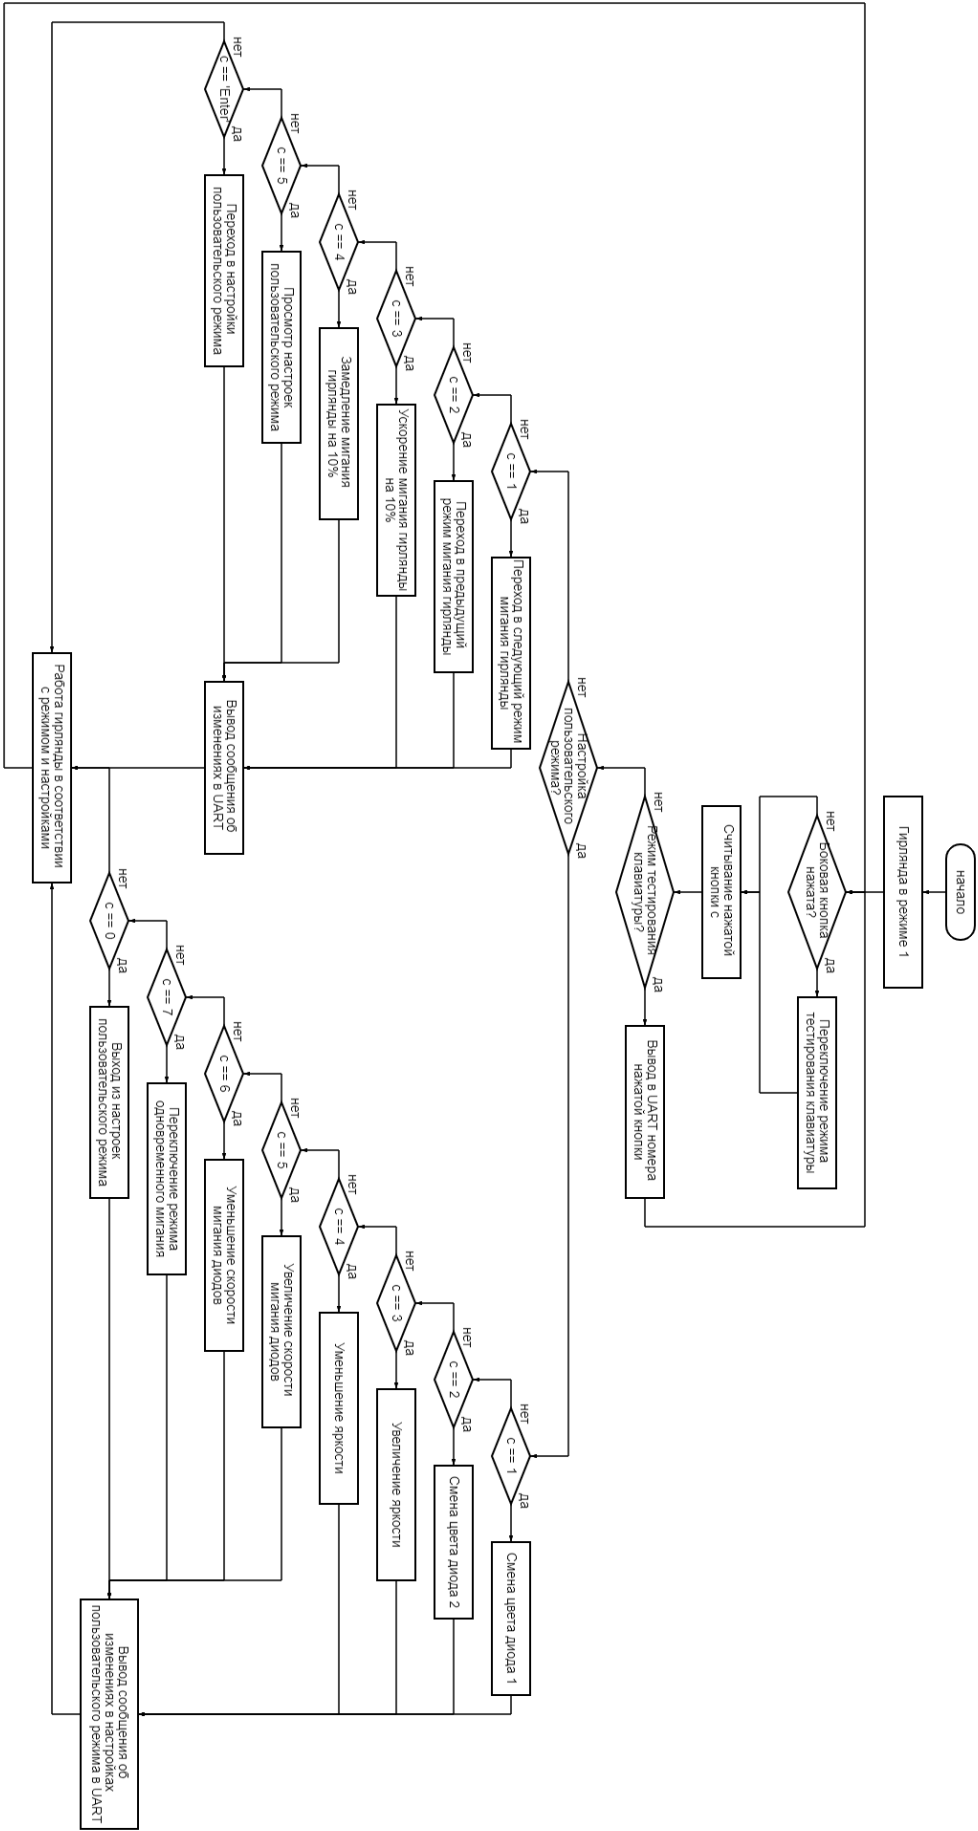 начало
Гирлянда в режиме 1
Боковая кнопка
нажата?
нет
да
Переключение режима
тестирования клавиатуры
Считывание нажатой
кнопки c
Режим тестирования
клавиатуры?
нет
да
Вывод в UART номера
нажатой кнопки
Настройка
пользовательского
режима?
нет
да
c == 1
нет
да
Переход в следующий режим
мигания гирлянды
c == 2
нет
да
Переход в предыдущий
режим мигания гирлянды
c == 3
нет
да
Ускорение мигания гирлянды
на 10%
c == 4
нет
да
Замедление мигания
гирлянды на 10%
c == 5
нет
да
Просмотр настроек
пользовательского режима
c == 'Enter'
нет
да
Переход в настройки
пользовательского режима
Вывод сообщения об
изменениях в UART
c == 1
нет
да
Смена цвета диода 1
c == 2
нет
да
Смена цвета диода 2
c == 3
нет
да
Увеличение яркости
c == 4
нет
да
Уменьшение яркости
c == 5
нет
да
Увеличение скорости
мигания диодов
c == 6
нет
да
Уменьшение скорости
мигания диодов
c == 7
нет
да
Переключение режима
одновременного мигания
c == 0
нет
да
Выход из настроек
пользовательского режима
Вывод сообщения об
изменениях в настройках
пользовательского режима в UART
Работа гирлянды в соответствии
с режимом и настройками